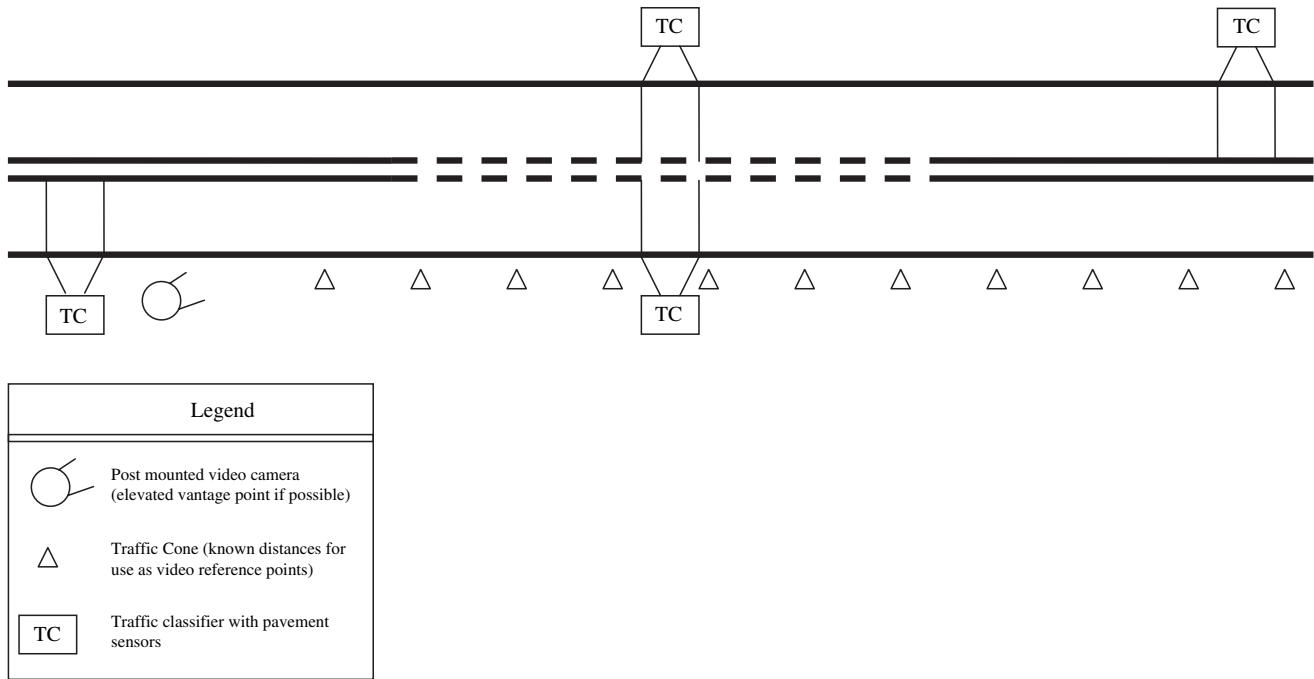 TC
TC
TC
TC
Legend
Post mounted video camera
(elevated vantage point if possible)
Traffic Cone (known distances for
use as video reference points)
TC
Traffic classifier with pavement
sensors